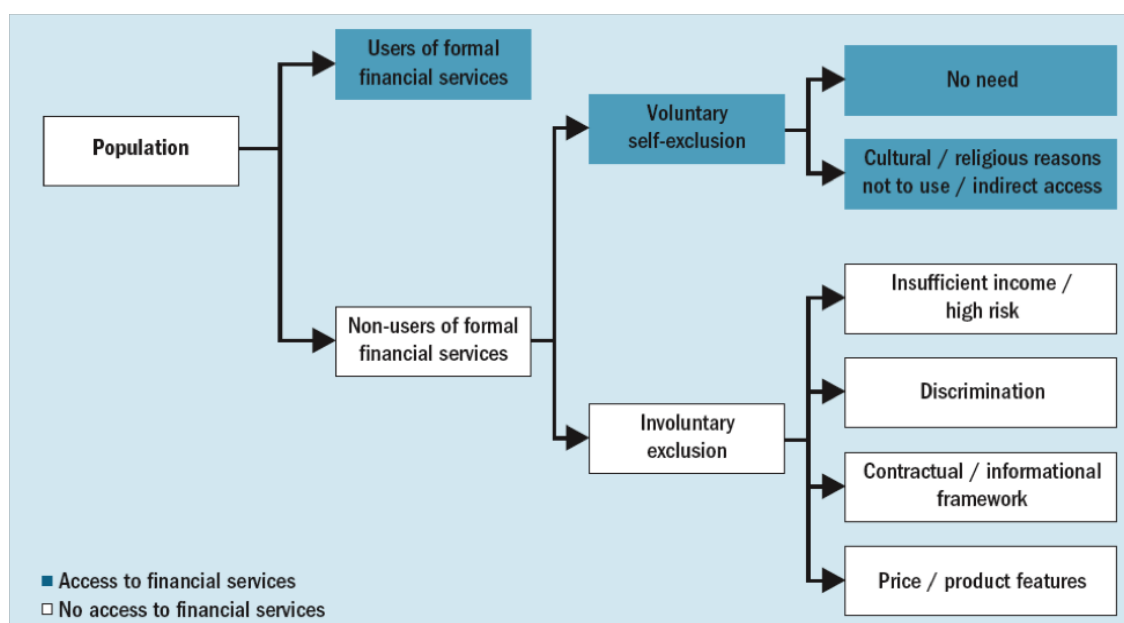 Population
Users of formal
financial services
Non-users of formal
financial services
Voluntary
self-exclusion
Involuntary
exclusion
No need
Cultural / religious reasons
not to use / indirect access
Insufficient income /
high risk
Discrimination
Contractual / informational
framework
Price / product features
Access to financial services
No access to financial services